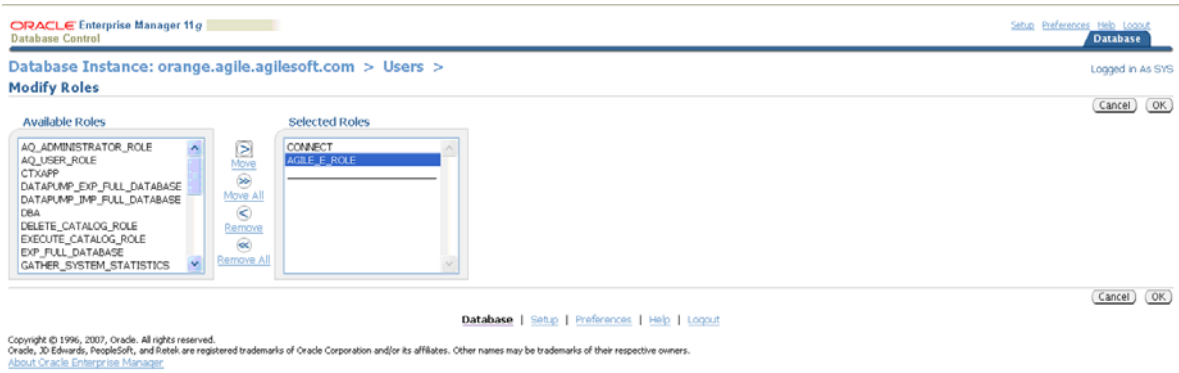 ORACLE Enterprise Manager 11g
Database Control
Setup Preferences Help Logout
Database
Database Instance: orange.agile.agilesoft.com > Users >
Logged in As SYS
Modify Roles
Cancel OK
Available Roles
AQ_ADMINISTRATOR_ROLE
AQ_USER_ROLE
CTXAPP
DATAPUMP_EXP_FULL_DATABASE
DATAPUMP_IMP_FULL_DATABASE
DBA
DELETE_CATALOG_ROLE
EXECUTE_CATALOG_ROLE
EXP_FULL_DATABASE
GATHER_SYSTEM_STATISTICS
Move
Move All
Remove
Remove All
Selected Roles
CONNECT
AGILE_E_ROLE
Cancel OK
Database | Setup | Preferences | Help | Logout
Copyright © 1996, 2007, Oracle. All rights reserved.
Oracle, JD Edwards, PeopleSoft, and Retek are registered trademarks of Oracle Corporation and/or its affiliates. Other names may be trademarks of their respective owners.
About Oracle Enterprise Manager